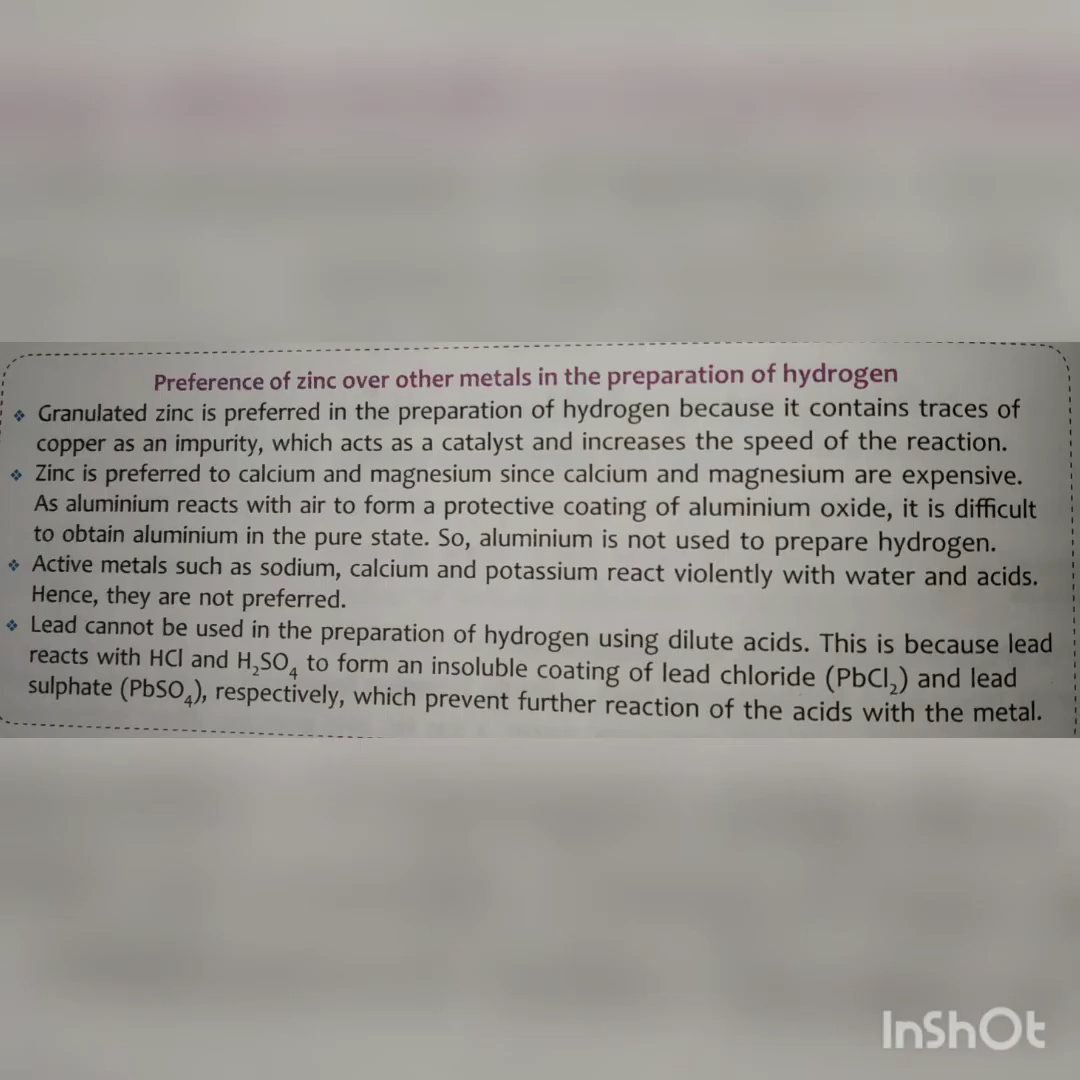 Preference of zinc over other metals in the preparation of hydrogen
❖ Granulated zinc is preferred in the preparation of hydrogen because it contains traces of
copper as an impurity, which acts as a catalyst and increases the speed of the reaction.
❖ Zinc is preferred to calcium and magnesium since calcium and magnesium are expensive.
As aluminium reacts with air to form a protective coating of aluminium oxide, it is difficult
to obtain aluminium in the pure state. So, aluminium is not used to prepare hydrogen.
❖ Active metals such as sodium, calcium and potassium react violently with water and acids.
Hence, they are not preferred.
❖ Lead cannot be used in the preparation of hydrogen using dilute acids. This is because lead
reacts with HCl and H₂SO₄ to form an insoluble coating of lead chloride (PbCl₂) and lead
sulphate (PbSO₄), respectively, which prevent further reaction of the acids with the metal.
InShOt